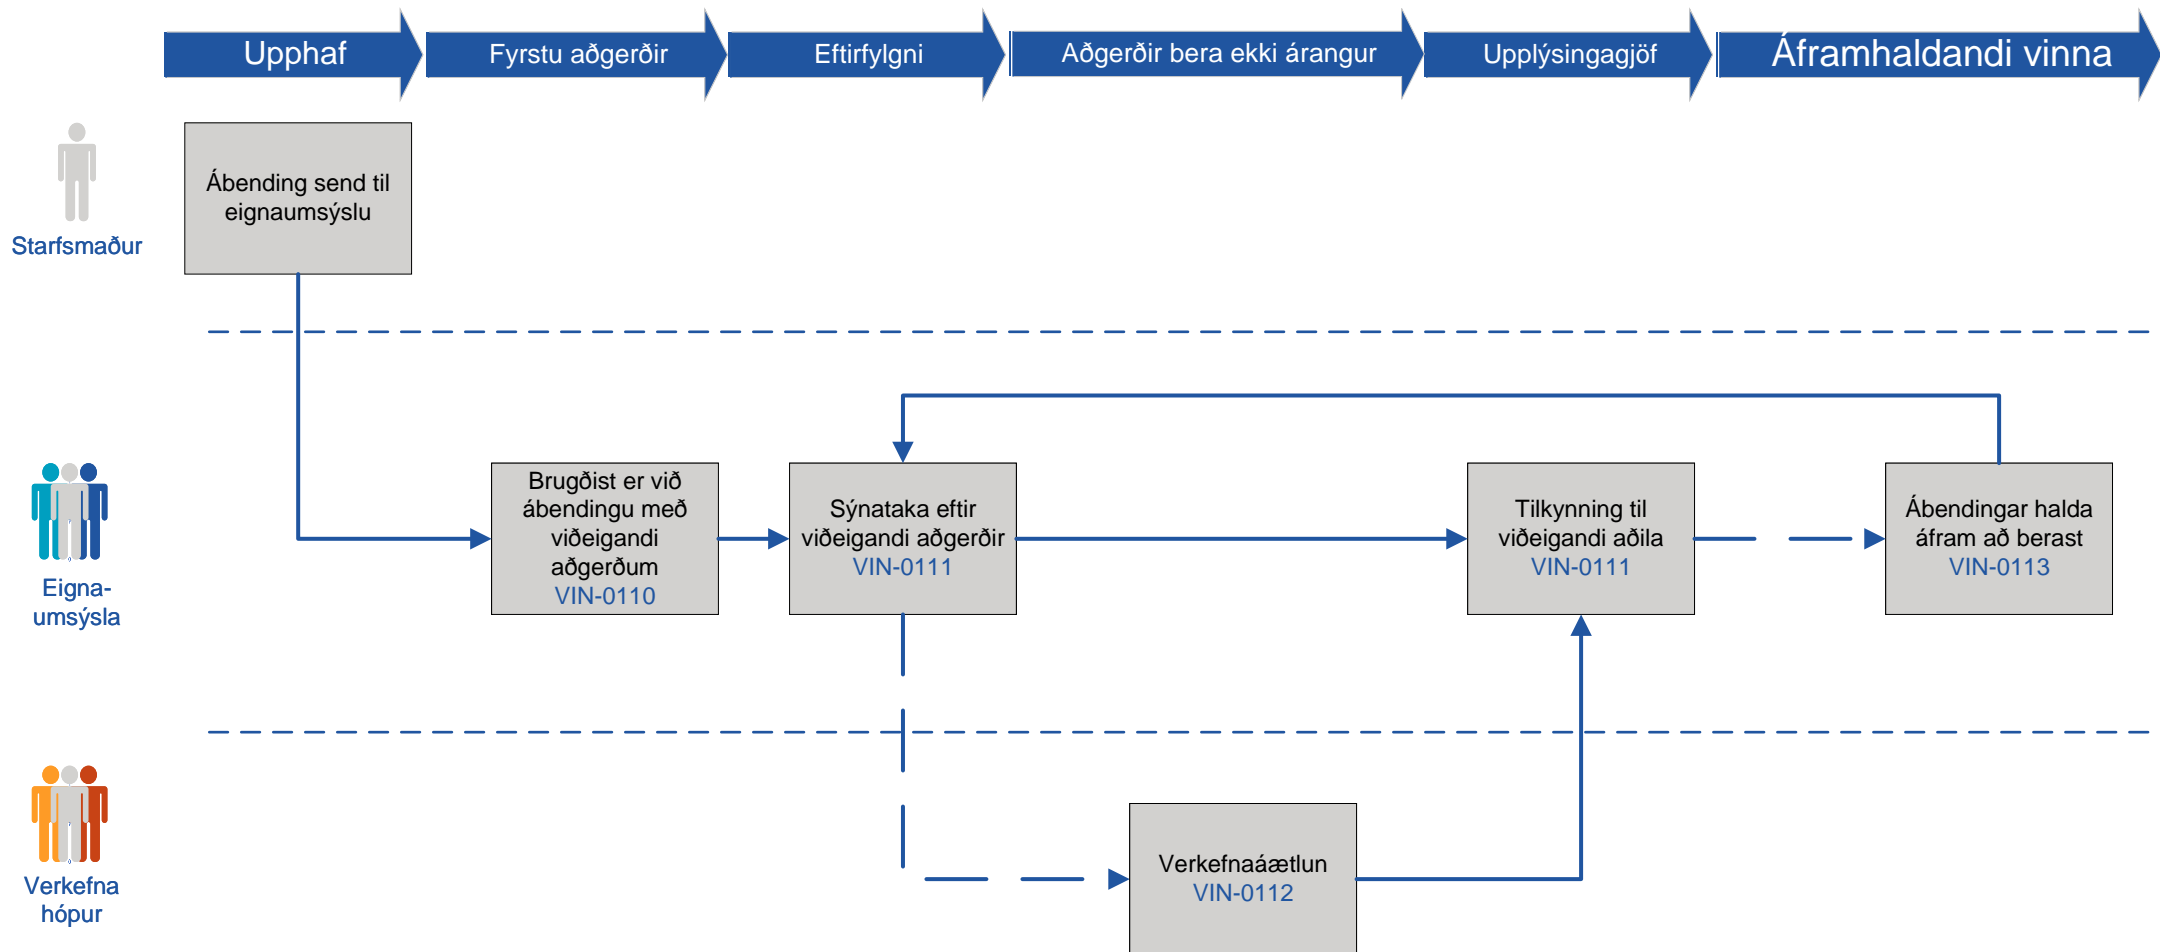 Upphaf
Fyrstu aðgerðir
Eftirfylgni
Aðgerðir bera ekki árangur
Upplýsingagjöf
Áframhaldandi vinna
Starfsmaður
Ábending send til
eignaumsýslu
Eigna-
umsýsla
Brugðist er við
ábendingu með
viðeigandi
aðgerðum
VIN-0110
Sýnataka eftir
viðeigandi aðgerðir
VIN-0111
Tilkynning til
viðeigandi aðila
VIN-0111
Ábendingar halda
áfram að berast
VIN-0113
Verkefna
hópur
Verkefnaáætlun
VIN-0112